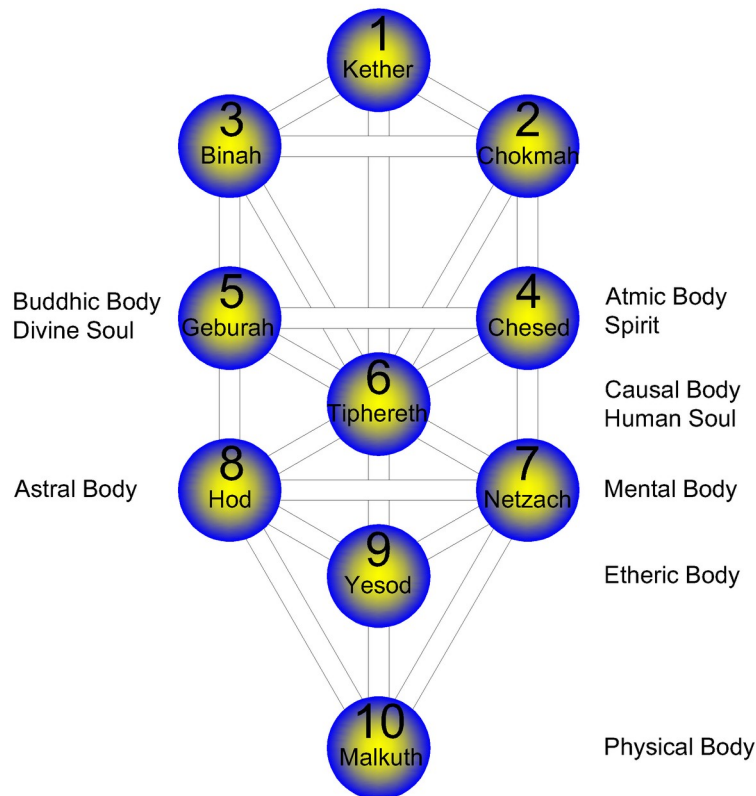 1
Kether
3
Binah
2
Chokmah
Buddhic Body
Divine Soul
5
Geburah
4
Chesed
Atmic Body
Spirit
6
Tiphereth
Causal Body
Human Soul
Astral Body
8
Hod
7
Netzach
Mental Body
9
Yesod
Etheric Body
10
Malkuth
Physical Body